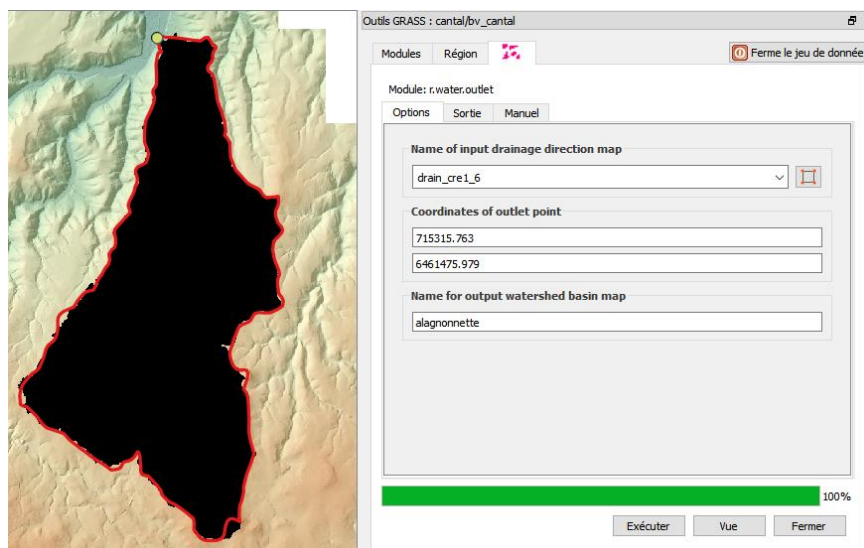 Outils GRASS : cantal/bv_cantal
Modules Région
Ferme le jeu de donnée
Module: r.water.outlet
Options Sortie Manuel
Name of input drainage direction map
drain_cre1_6
Coordinates of outlet point
715315.763
6461475.979
Name for output watershed basin map
alagnonnette
100%
Exécuter Vue Fermer